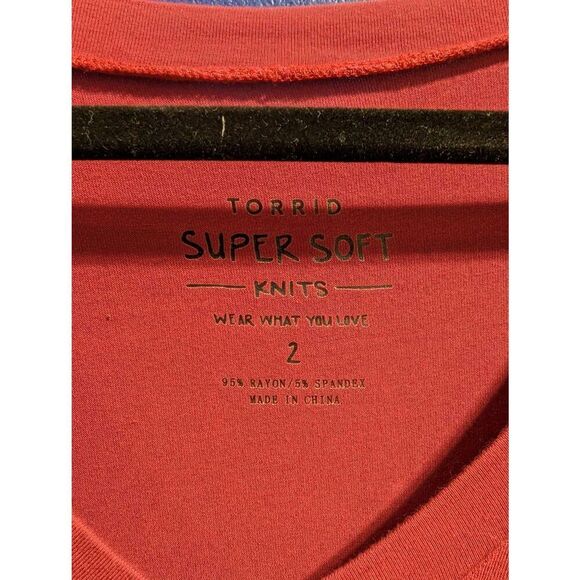 TORRID
SUPER SOFT
KNITS
WEAR WHAT YOU LOVE
2
95% RAYON/5% SPANDEX
MADE IN CHINA